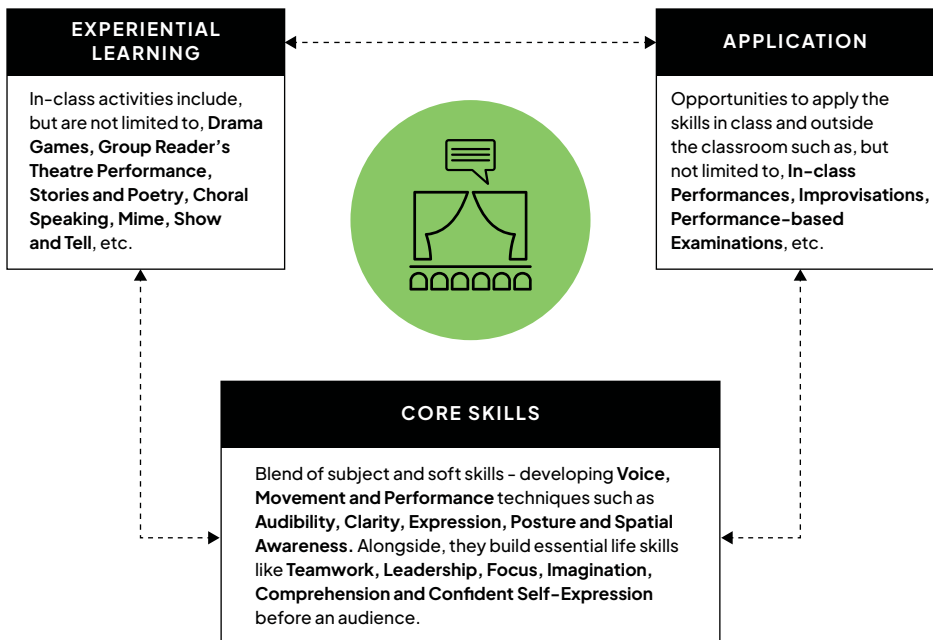 EXPERIENTIAL
LEARNING
In-class activities include,
but are not limited to, Drama
Games, Group Reader’s
Theatre Performance,
Stories and Poetry, Choral
Speaking, Mime, Show
and Tell, etc.
APPLICATION
Opportunities to apply the
skills in class and outside
the classroom such as, but
not limited to, In-class
Performances, Improvisations,
Performance-based
Examinations, etc.
CORE SKILLS
Blend of subject and soft skills - developing Voice,
Movement and Performance techniques such as
Audibility, Clarity, Expression, Posture and Spatial
Awareness. Alongside, they build essential life skills
like Teamwork, Leadership, Focus, Imagination,
Comprehension and Confident Self-Expression
before an audience.